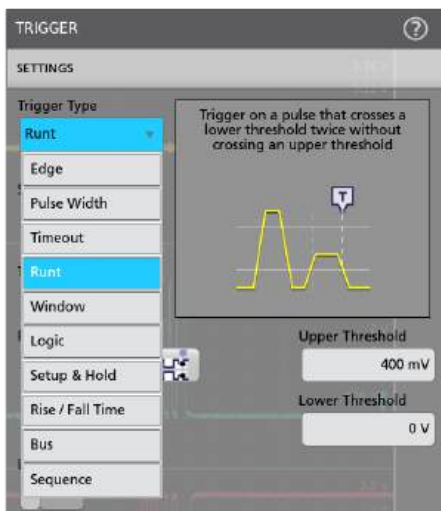 TRIGGER
?
SETTINGS
Trigger Type
Runt
Edge
Pulse Width
Timeout
Runt
Window
Logic
Setup & Hold
Rise / Fall Time
Bus
Sequence
Trigger on a pulse that crosses a
lower threshold twice without
crossing an upper threshold
T
Upper Threshold
400 mV
Lower Threshold
0 V